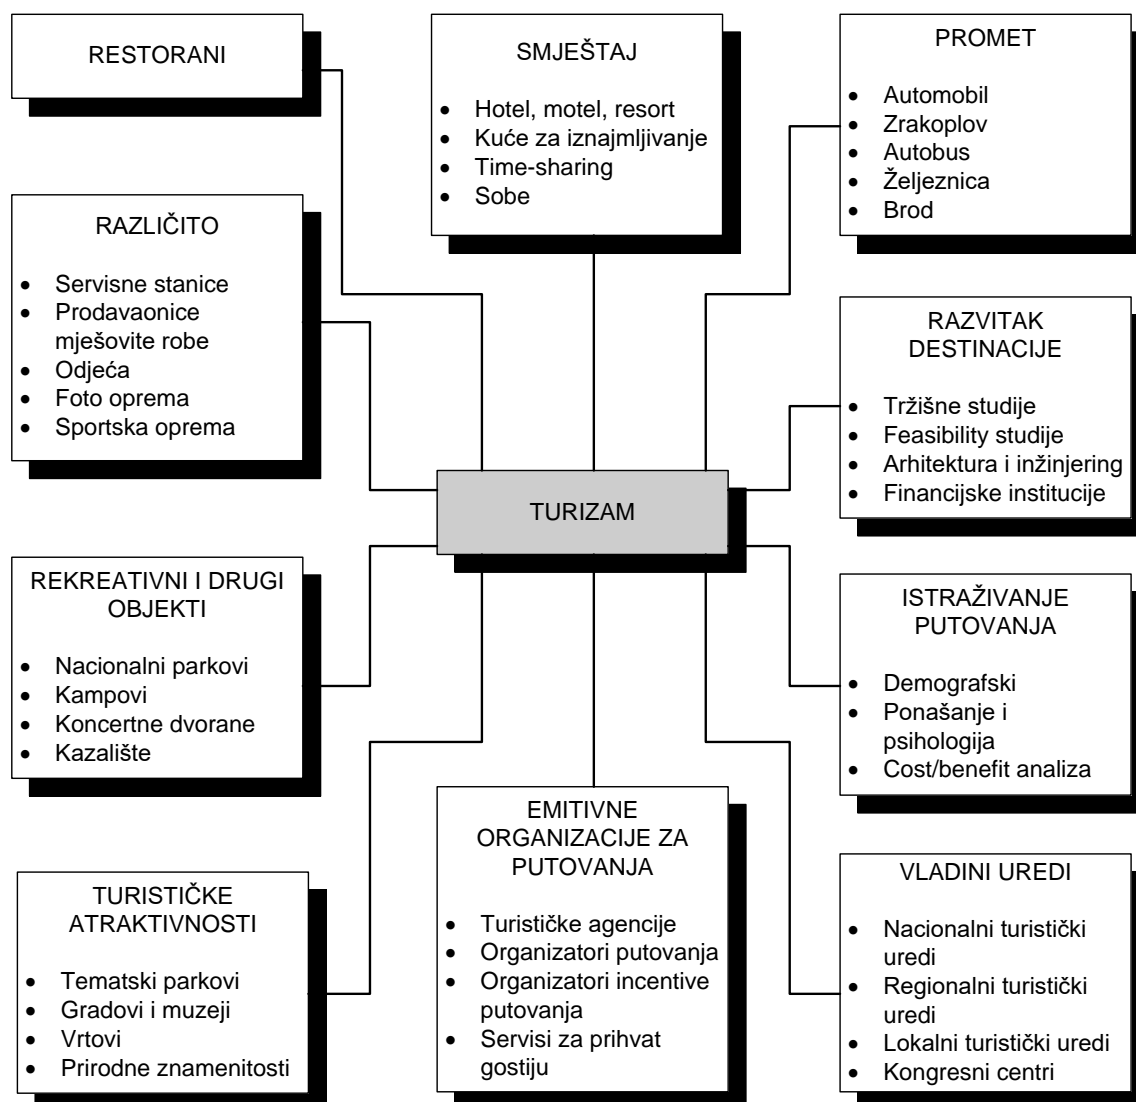 RESTORANI
SMJEŠTAJ
• Hotel, motel, resort
• Kuće za iznajmljivanje
• Time-sharing
• Sobe
PROMET
• Automobil
• Zrakoplov
• Autobus
• Željeznica
• Brod
RAZLIČITO
• Servisne stanice
• Prodavaonice
mješovite robe
• Odjeća
• Foto oprema
• Sportska oprema
RAZVITAK
DESTINACIJE
• Tržišne studije
• Feasibility studije
• Arhitektura i inžinjering
• Financijske institucije
TURIZAM
REKREATIVNI I DRUGI
OBJEKTI
• Nacionalni parkovi
• Kampovi
• Koncertne dvorane
• Kazalište
ISTRAŽIVANJE
PUTOVANJA
• Demografski
• Ponašanje i
psihologija
• Cost/benefit analiza
TURISTIČKE
ATRAKTIVNOSTI
• Tematski parkovi
• Gradovi i muzeji
• Vrtovi
• Prirodne znamenitosti
EMITIVNE
ORGANIZACIJE ZA
PUTOVANJA
• Turističke agencije
• Organizatori putovanja
• Organizatori incentive
putovanja
• Servisi za prihvat
gostiju
VLADINI UREDI
• Nacionalni turistički
uredi
• Regionalni turistički
uredi
• Lokalni turistički uredi
• Kongresni centri